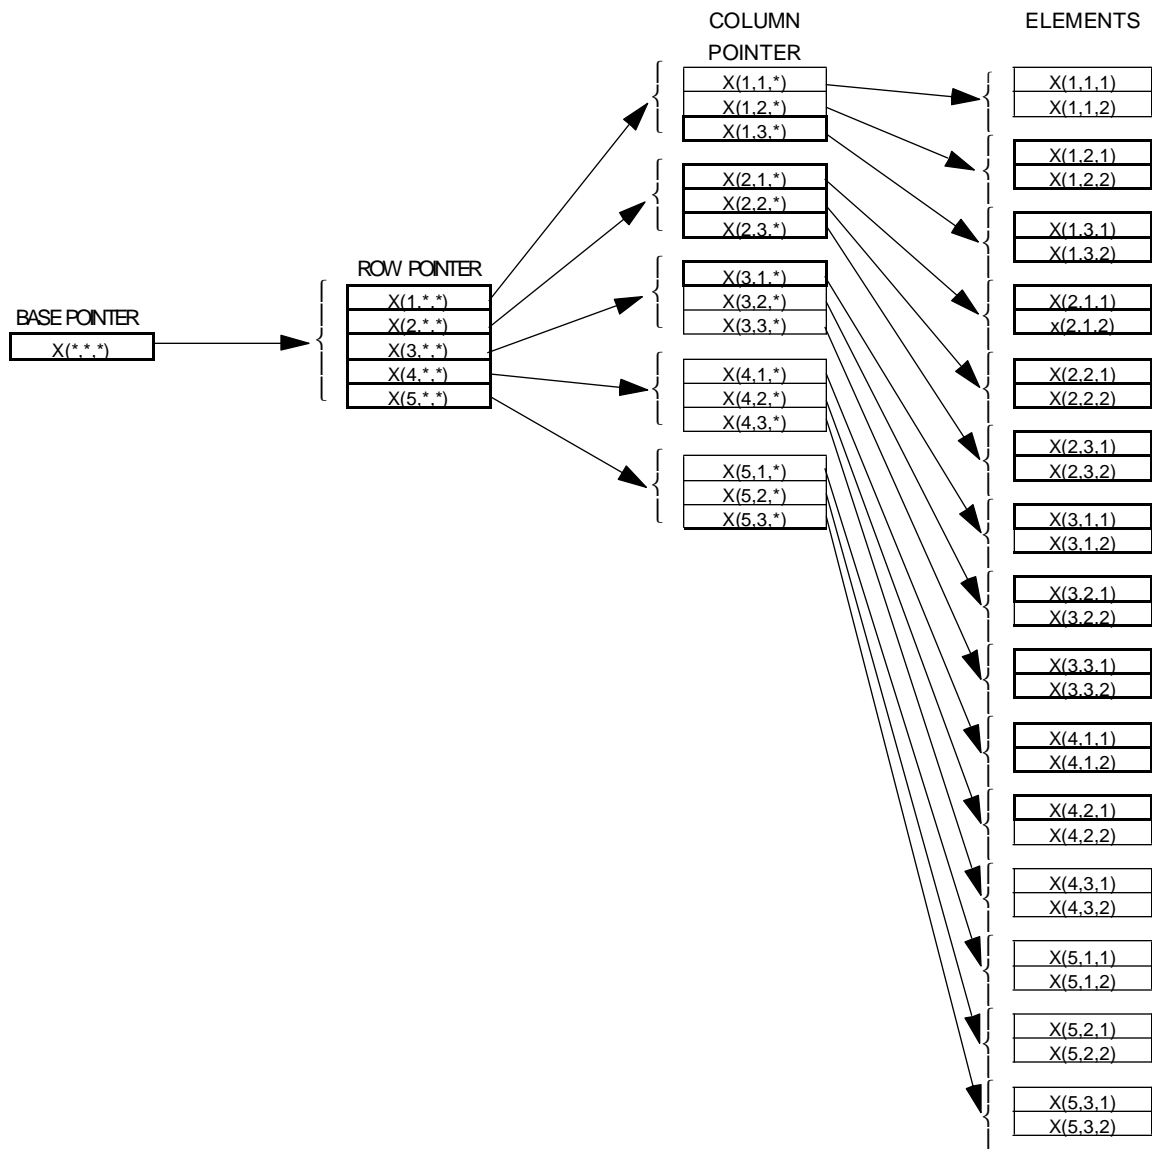 COLUMN
POINTER
ELEMENTS
BASE POINTER
X(*,*,*)
ROW POINTER
X(1,*,*)
X(2,*,*)
X(3,*,*)
X(4,*,*)
X(5,*,*)
X(1,1,*)
X(1,2,*)
X(1,3,*)
X(2,1,*)
X(2,2,*)
X(2,3,*)
X(3,1,*)
X(3,2,*)
X(3,3,*)
X(4,1,*)
X(4,2,*)
X(4,3,*)
X(5,1,*)
X(5,2,*)
X(5,3,*)
X(1,1,1)
X(1,1,2)
X(1,2,1)
X(1,2,2)
X(1,3,1)
X(1,3,2)
X(2,1,1)
x(2,1,2)
X(2,2,1)
X(2,2,2)
X(2,3,1)
X(2,3,2)
X(3,1,1)
X(3,1,2)
X(3,2,1)
X(3,2,2)
X(3,3,1)
X(3,3,2)
X(4,1,1)
X(4,1,2)
X(4,2,1)
X(4,2,2)
X(4,3,1)
X(4,3,2)
X(5,1,1)
X(5,1,2)
X(5,2,1)
X(5,2,2)
X(5,3,1)
X(5,3,2)